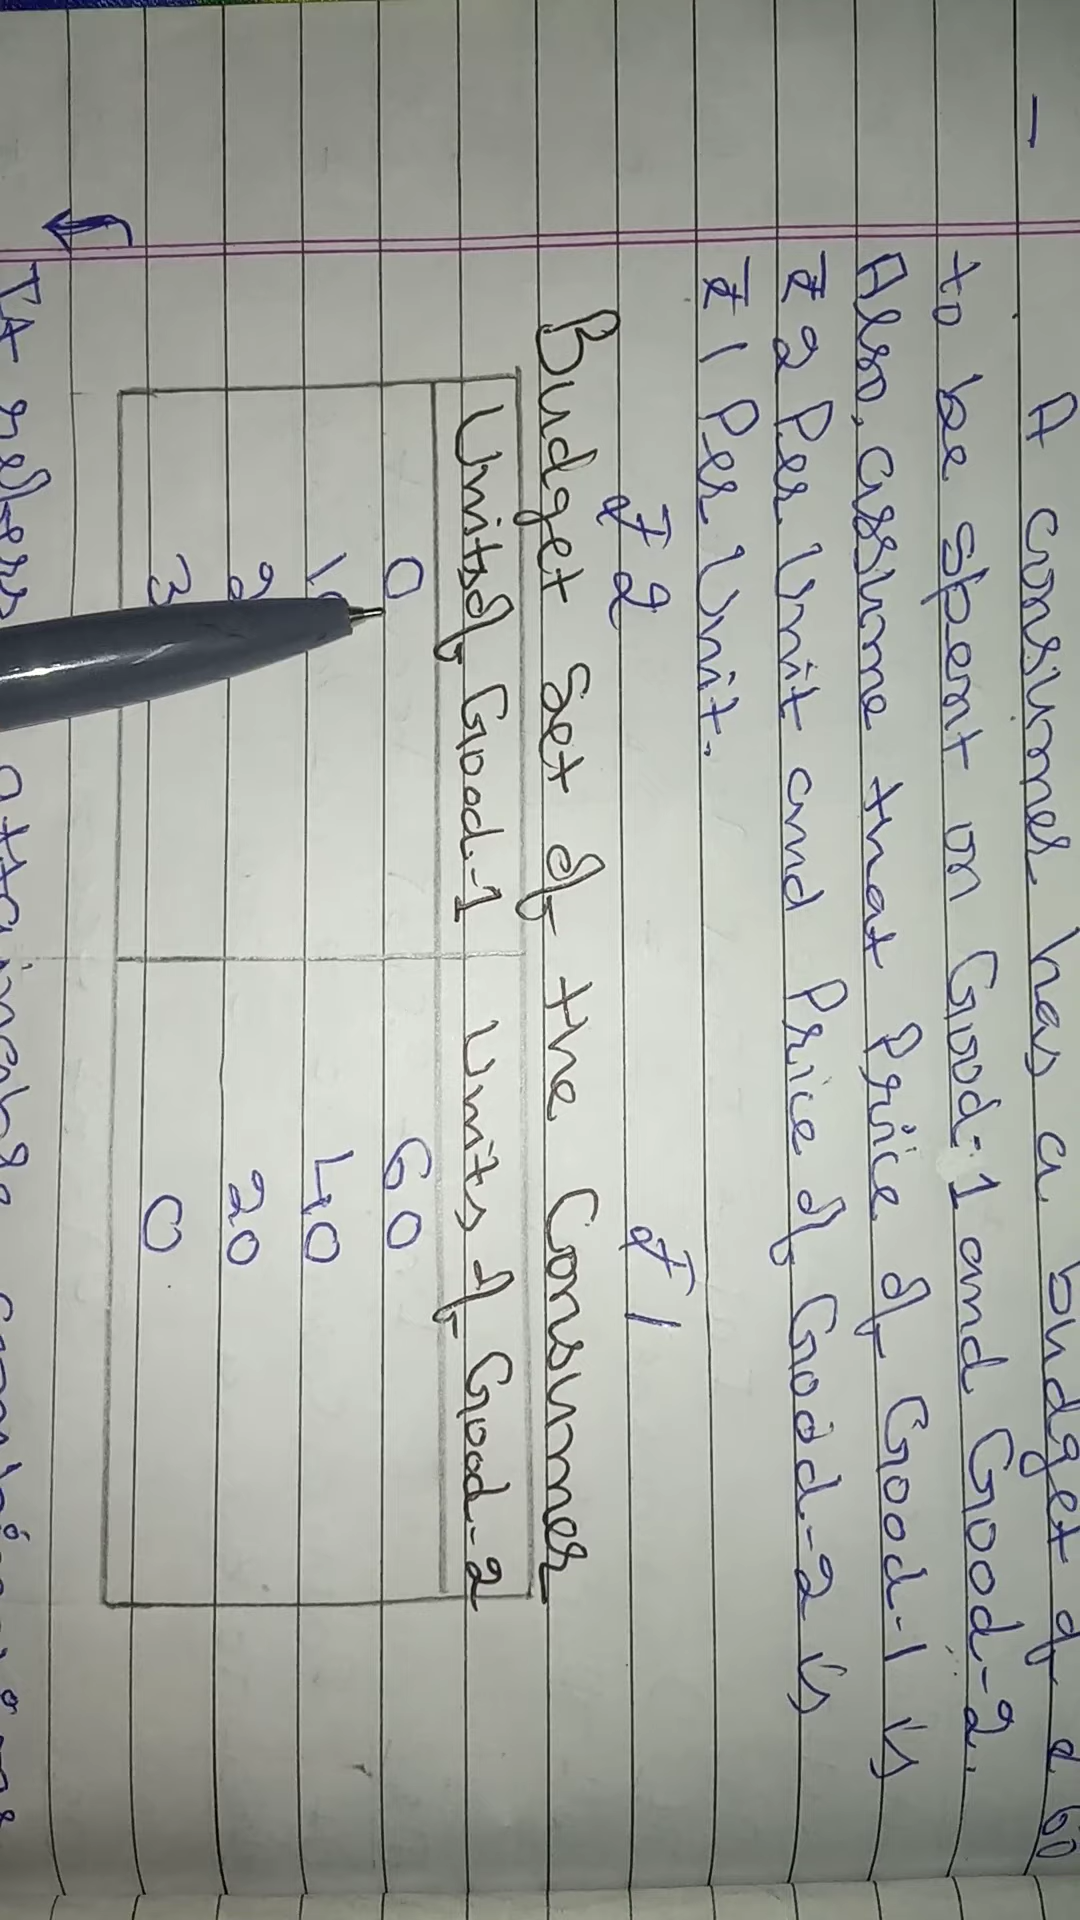 A consumer has a budget of ₹ 60
to be spent on Good-1 and Good-2.
Also, assume that Price of Good-1 is
₹ 2 Per Unit and Price of Good-2 is
₹ 1 Per Unit.
₹ 2 ₹ 1
Budget Set of the Consumer
Units of Good-1 Units of Good-2
0 60
40
20
0